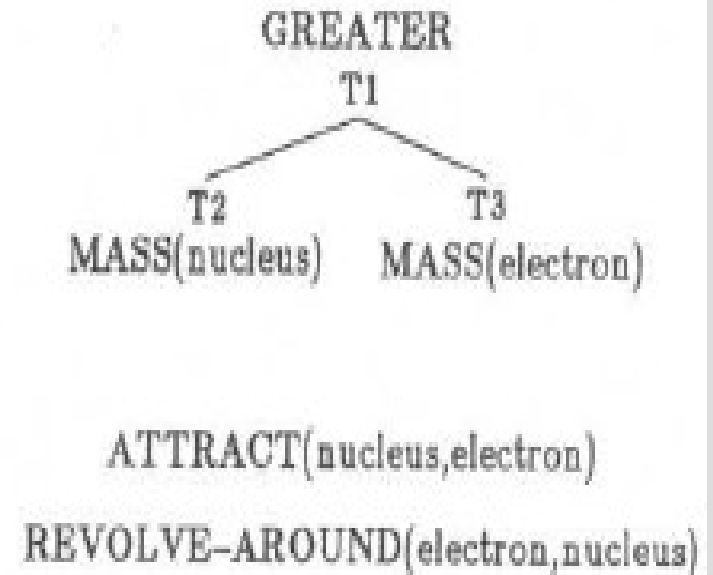 GREATER
T1
T2 T3
MASS(nucleus) MASS(electron)
ATTRACT(nucleus,electron)
REVOLVE–AROUND(electron,nucleus)